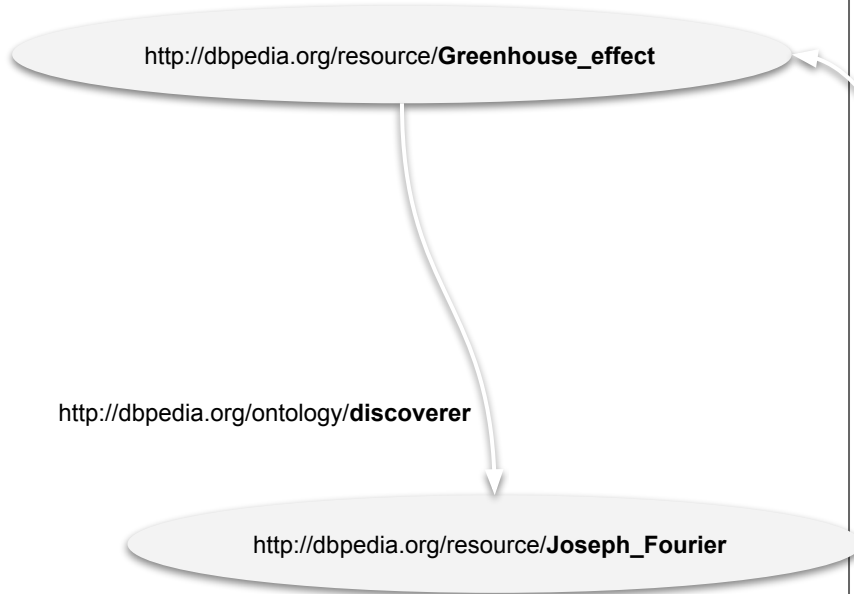 http://dbpedia.org/resource/Greenhouse_effect
http://dbpedia.org/ontology/discoverer
http://dbpedia.org/resource/Joseph_Fourier